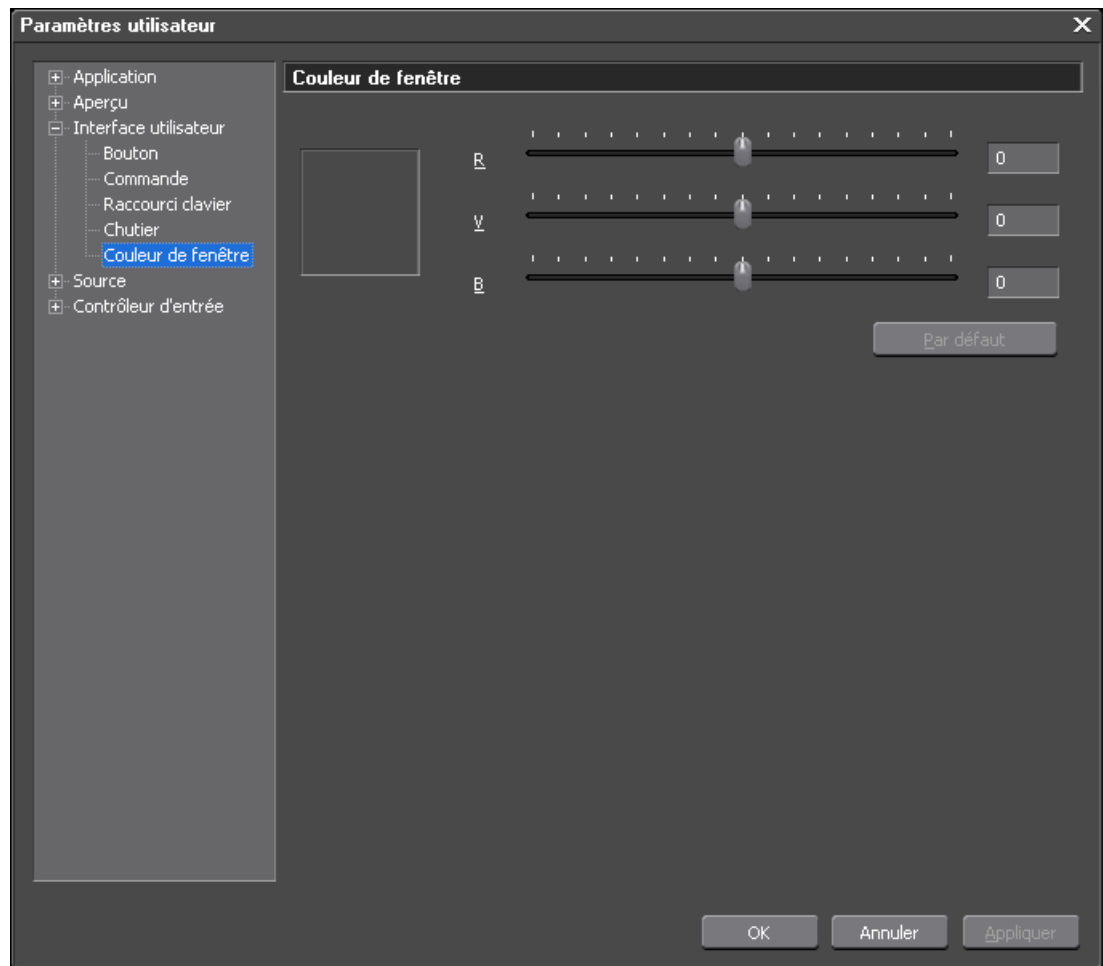 Paramètres utilisateur
Application
Aperçu
Interface utilisateur
Bouton
Commande
Raccourci clavier
Chutier
Couleur de fenêtre
Source
Contrôleur d'entrée
Couleur de fenêtre
R
0
V
0
B
0
Par défaut
OK
Annuler
Appliquer